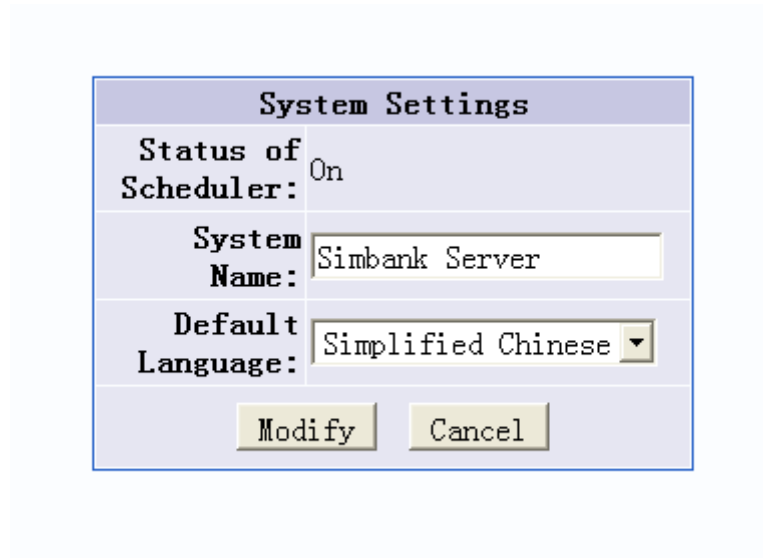 System Settings
Status of
Scheduler:
On
System
Name:
Simbank Server
Default
Language:
Simplified Chinese
Modify
Cancel